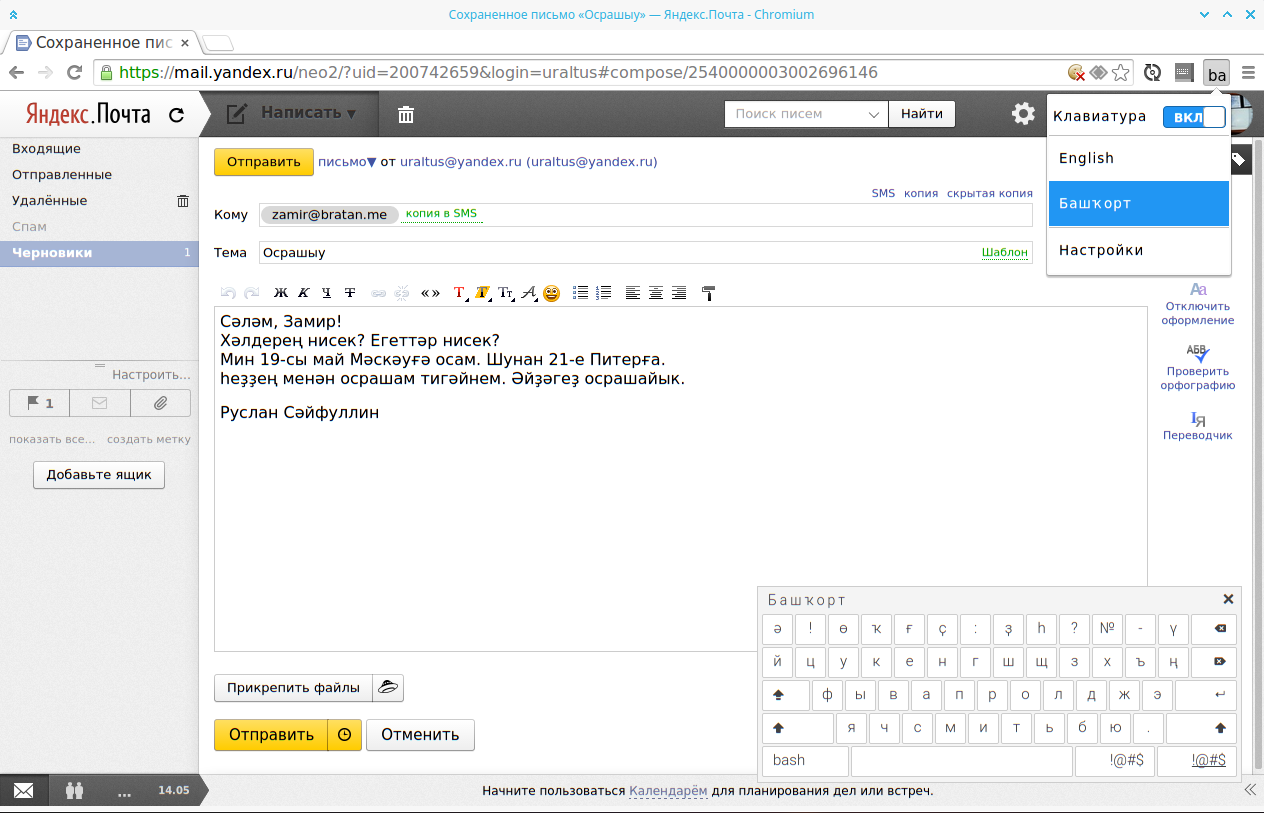 Сохраненное письмо «Осрашыу» — Яндекс.Почта - Chromium
Сохраненное пис
https://mail.yandex.ru/neo2/?uid=200742659&login=uraltus#compose/2540000003002696146
ba
Яндекс.Почта
Написать
Поиск писем
Найти
Клавиатура
ВКЛ
English
Башҡорт
Настройки
Входящие
Отправленные
Удалённые
Спам
Черновики 1
Настроить...
1
показать все... создать метку
Добавьте ящик
Отправить письмо▼ от uraltus@yandex.ru (uraltus@yandex.ru)
SMS копия скрытая копия
Кому zamir@bratan.me копия в SMS
Тема Осрашыу Шаблон
Ж К Ч Т «» Т Т Тт А
Сәләм, Замир!
Хәлдерең нисек? Егеттәр нисек?
Мин 19-сы май Мәскәүғә осам. Шунан 21-е Питерға.
һеҙҙең менән осрашам тигәйнем. Әйҙәгеҙ осрашайык.
Руслан Сәйфуллин
Аа
Отключить
оформление
АБВ
Проверить
орфографию
Iя
Переводчик
Прикрепить файлы
Отправить
Отменить
Башҡорт
ә ! ө ҡ ғ ҫ : ҙ һ ? № - ү
й ц у к е н г ш щ з х ъ ң
ф ы в а п р о л д ж э
я ч с м и т ь б ю .
bash !@#$ !@#$
... 14.05
Начните пользоваться Календарём для планирования дел или встреч.